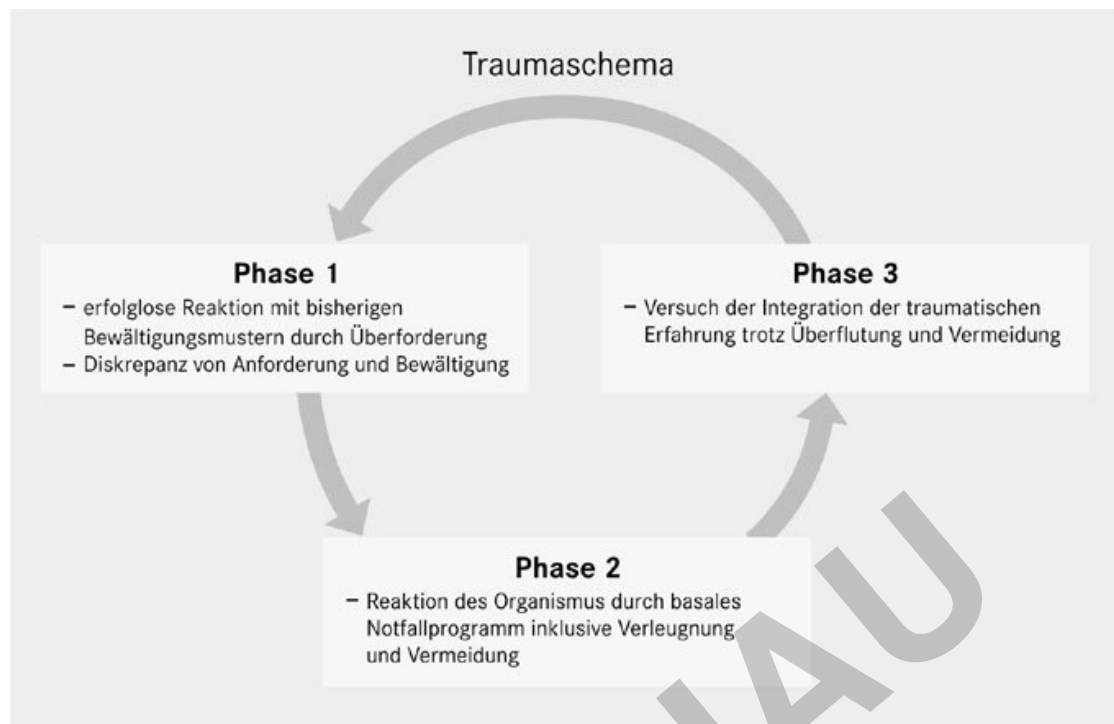 Traumaschema
Phase 1
– erfolglose Reaktion mit bisherigen
Bewältigungsmustern durch Überforderung
– Diskrepanz von Anforderung und Bewältigung
Phase 3
– Versuch der Integration der traumatischen
Erfahrung trotz Überflutung und Vermeidung
Phase 2
– Reaktion des Organismus durch basales
Notfallprogramm inklusive Verleugnung
und Vermeidung